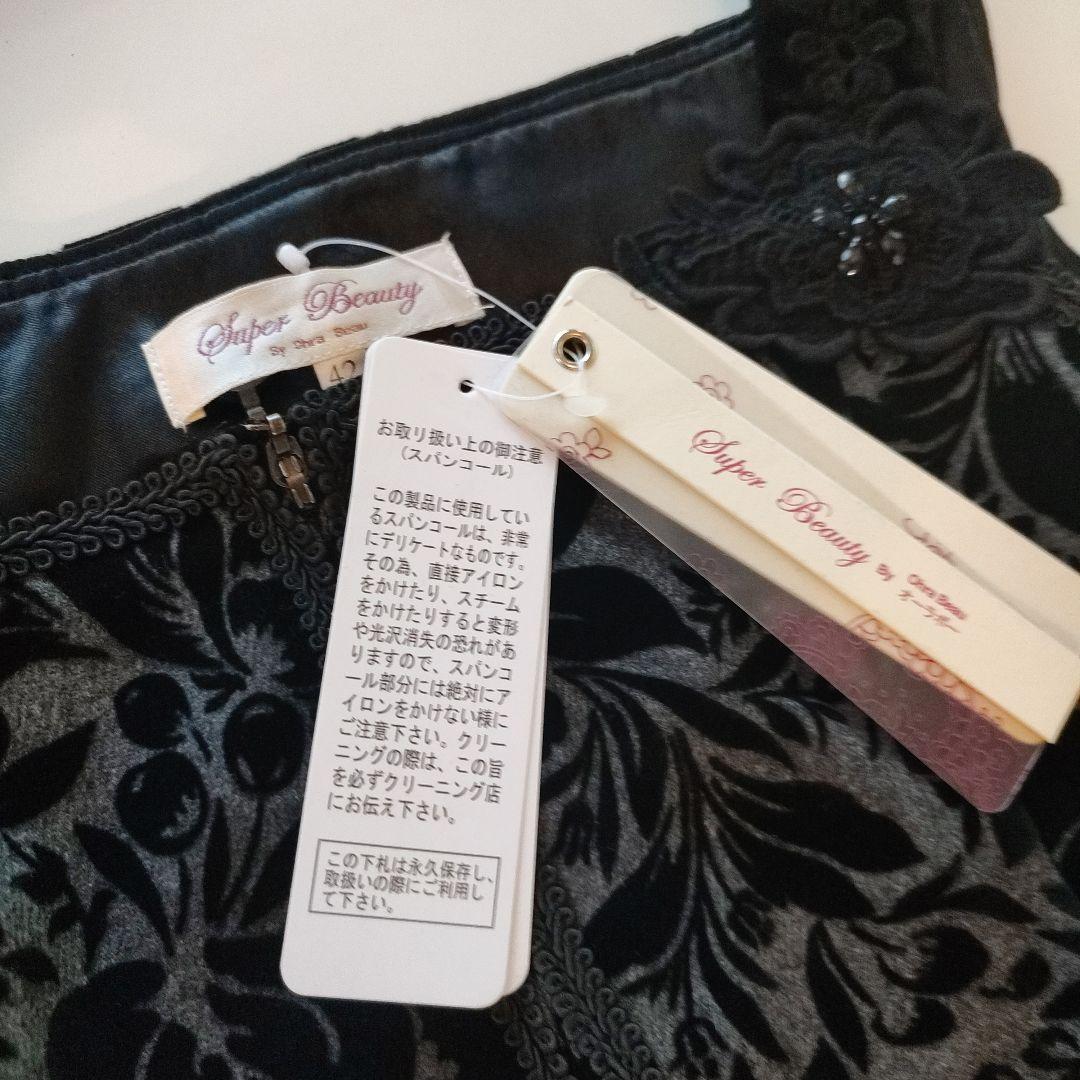 Super Beauty
By Ohra Beau
42
お取り扱い上の御注意
（スパンコール）
この製品に使用してい
るスパンコールは、非常
にデリケートなものです。
その為、直接アイロン
をかけたり、スチーム
をかけたりすると変形
や光沢消失の恐れがあ
りますので、スパンコ
ール部分には絶対にア
イロンをかけない様に
ご注意下さい。クリー
ニングの際は、この旨
を必ずクリーニング店
にお伝え下さい。
この下札は永久保存し、
取扱いの際にご利用し
て下さい。
Super Beauty By Ohra Beau
オーラボー